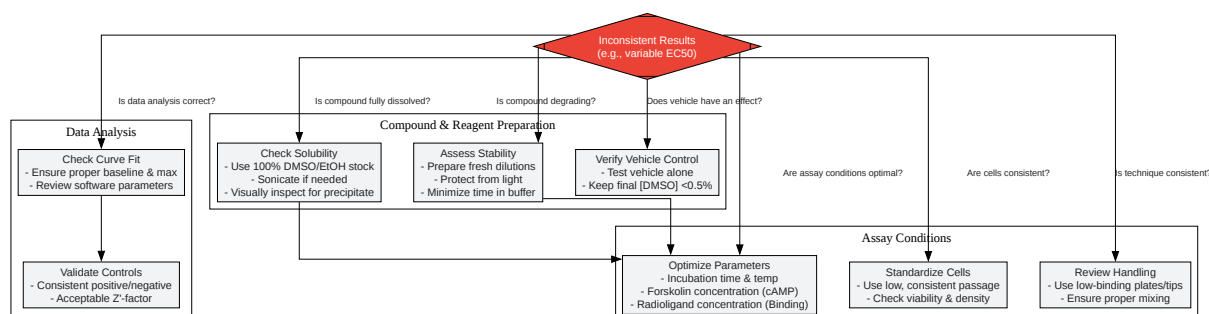 Inconsistent Results
(e.g., variable EC50)
Is data analysis correct?
Is compound fully dissolved?
Is compound degrading?
Does vehicle have an effect?
Data Analysis
Compound & Reagent Preparation
Check Curve Fit
- Ensure proper baseline & max
- Review software parameters
Check Solubility
- Use 100% DMSO/EtOH stock
- Sonicate if needed
- Visually inspect for precipitate
Assess Stability
- Prepare fresh dilutions
- Protect from light
- Minimize time in buffer
Verify Vehicle Control
- Test vehicle alone
- Keep final [DMSO] <0.5%
Are assay conditions optimal?
Are cells consistent?
Is technique consistent?
Assay Conditions
Validate Controls
- Consistent positive/negative
- Acceptable Z'-factor
Optimize Parameters
- Incubation time & temp
- Forskolin concentration (cAMP)
- Radioligand concentration (Binding)
Standardize Cells
- Use low, consistent passage
- Check viability & density
Review Handling
- Use low-binding plates/tips
- Ensure proper mixing